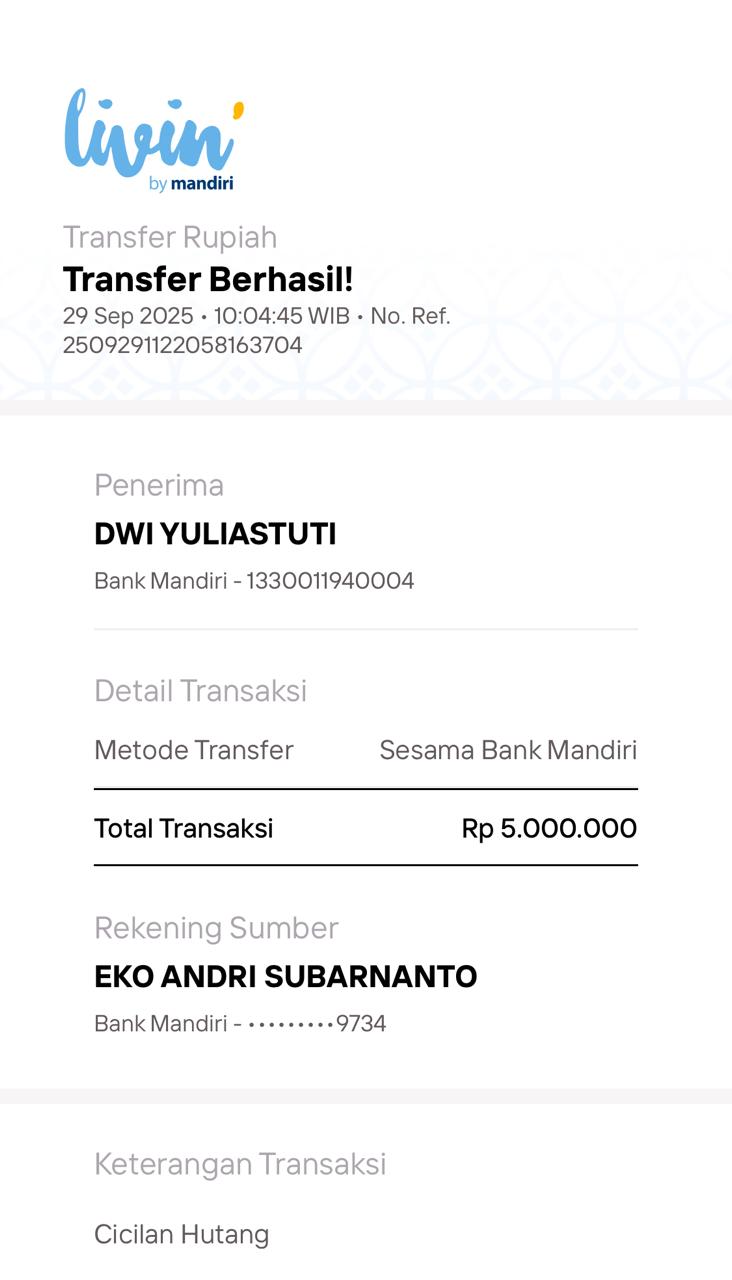 livin'
by mandiri
Transfer Rupiah
Transfer Berhasil!
29 Sep 2025 • 10:04:45 WIB • No. Ref.
2509291122058163704
Penerima
DWI YULIASTUTI
Bank Mandiri - 1330011940004
Detail Transaksi
Metode Transfer Sesama Bank Mandiri
Total Transaksi Rp 5.000.000
Rekening Sumber
EKO ANDRI SUBARNANTO
Bank Mandiri - •••••••••9734
Keterangan Transaksi
Cicilan Hutang